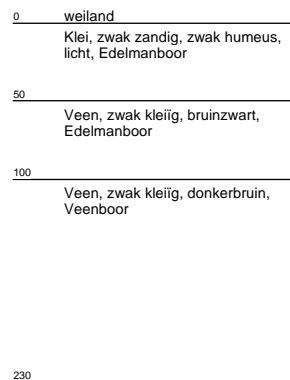 0 weiland
Klei, zwak zandig, zwak humeus,
licht, Edelmanboor
50
Veen, zwak kleiïg, bruinzwart,
Edelmanboor
100
Veen, zwak kleiïg, donkerbruin,
Veenboor
230